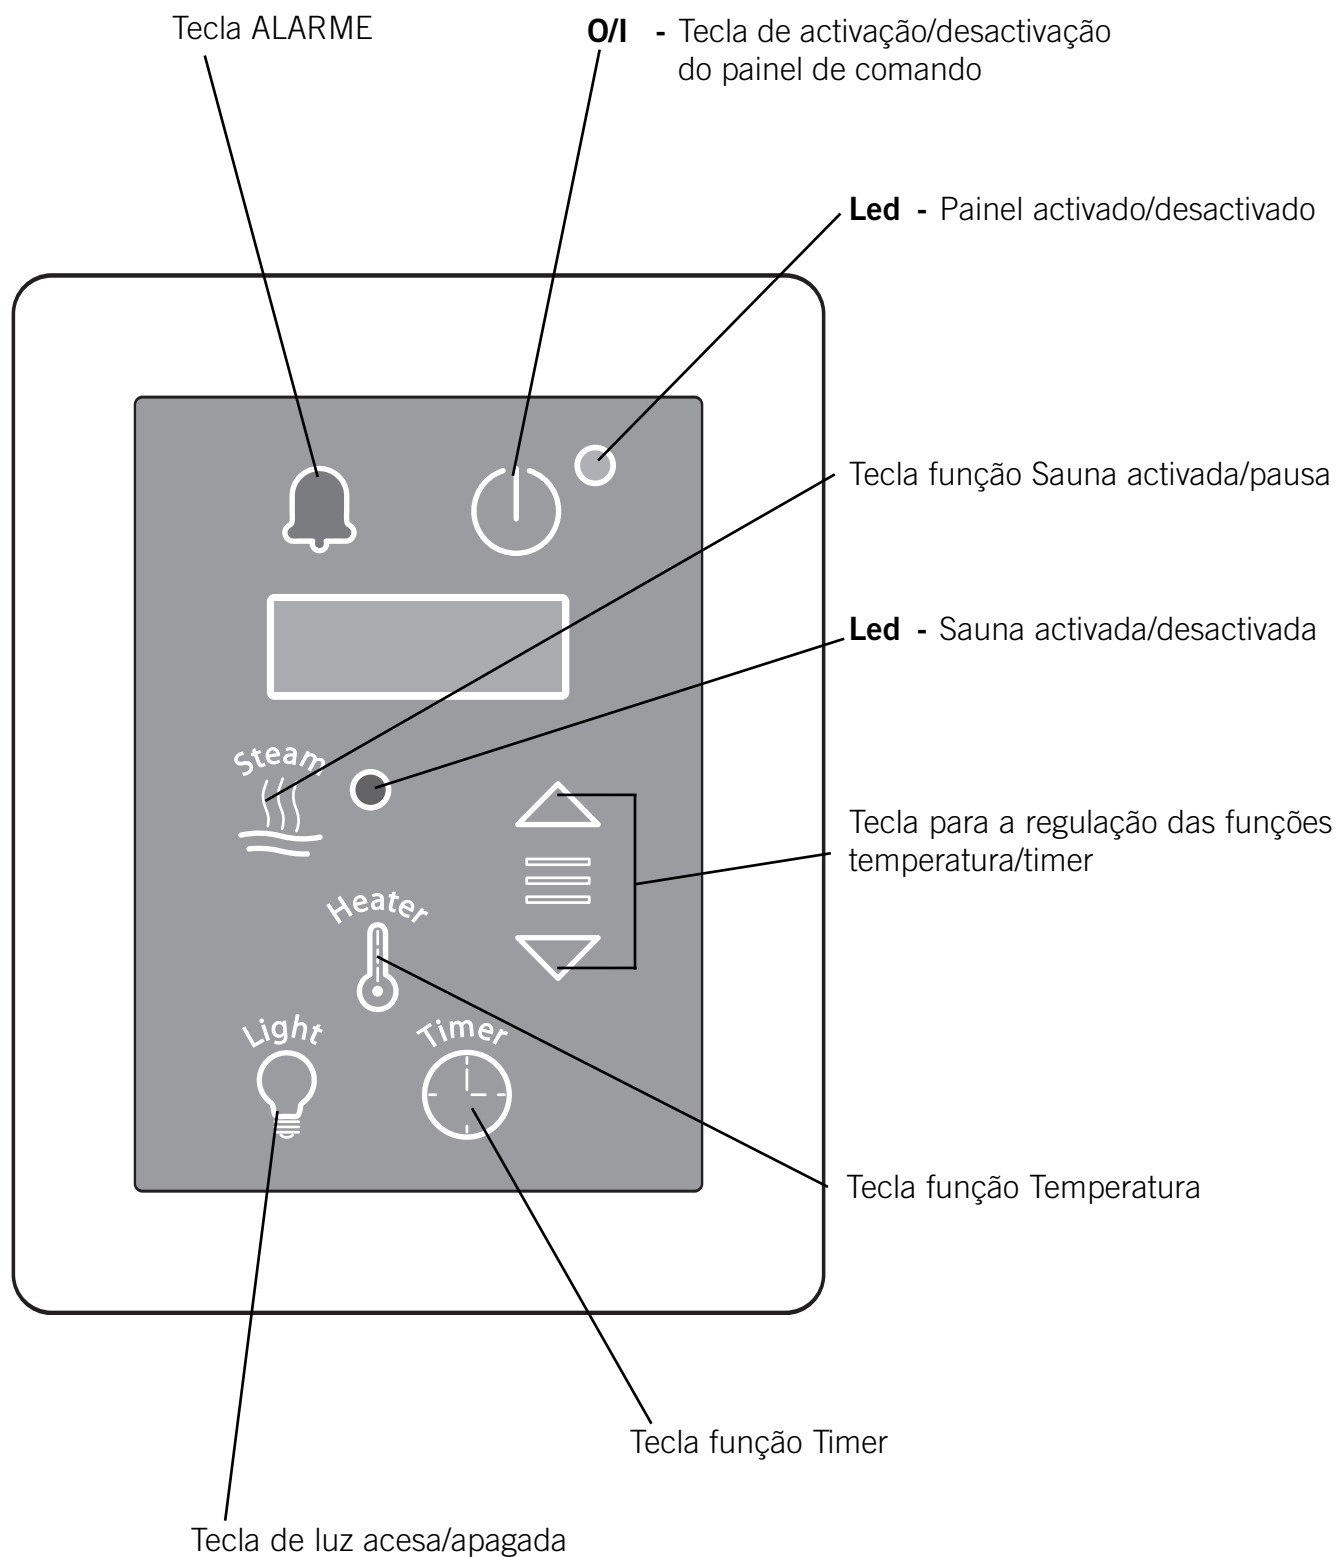 Tecla ALARME
O/I - Tecla de activação/desactivação
do painel de comando
Led - Painel activado/desactivado
Tecla função Sauna activada/pausa
Led - Sauna activada/desactivada
Steam
Tecla para a regulação das funções
temperatura/timer
Heater
Light
Timer
Tecla função Temperatura
Tecla função Timer
Tecla de luz acesa/apagada